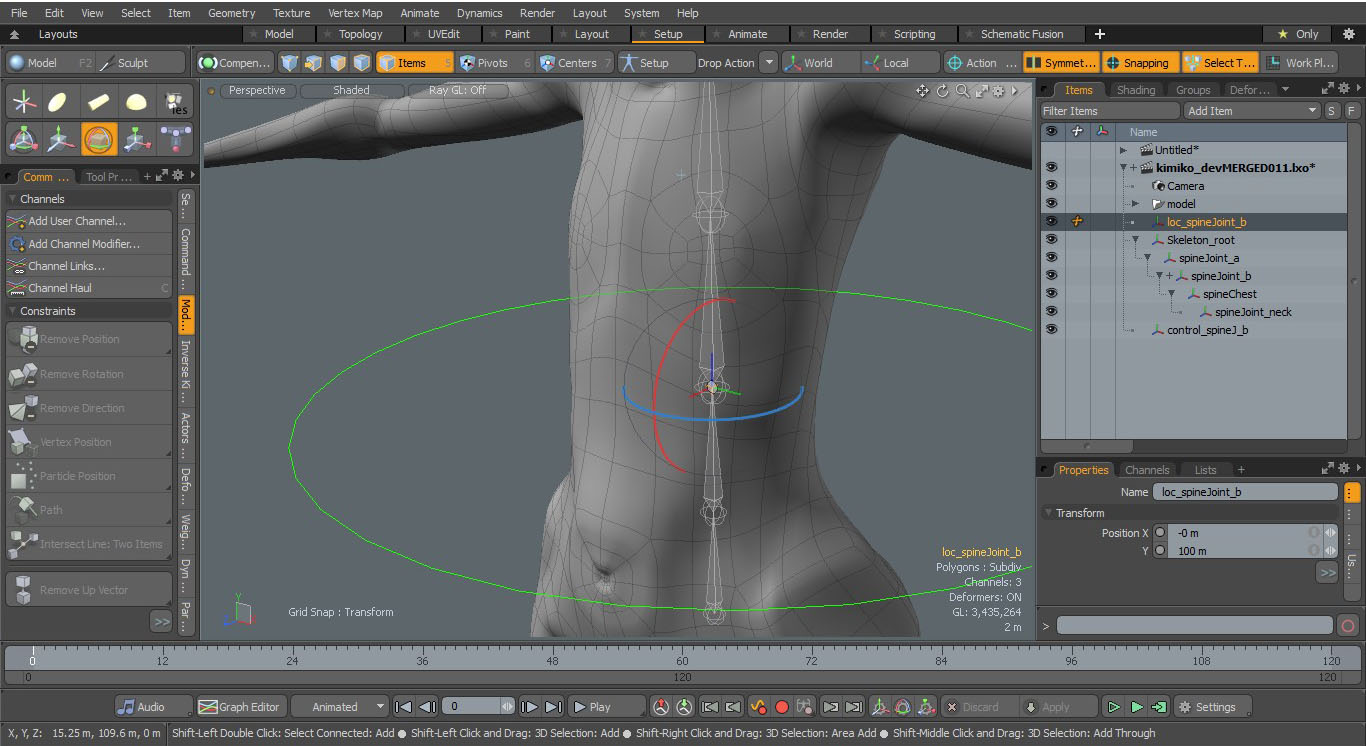 File Edit View Select Item Geometry Texture Vertex Map Animate Dynamics Render Layout System Help
Layouts Model Topology UVEdit Paint Layout Setup Animate Render Scripting Schematic Fusion + Only
Model F2 Sculpt Compen... Items 5 Pivots 6 Centers 7 Setup Drop Action World Local Action ... Symmet... Snapping Select T... Work Pl...
Perspective Shaded Ray GL: Off
Items Shading Groups Defor...
Filter Items Add Item S F
Name
Untitled*
kimiko_devMERGED011.lxo*
Camera
model
loc_spineJoint_b
Skeleton_root
spineJoint_a
spineJoint_b
spineChest
spineJoint_neck
control_spineJ_b
ies
Comm ... Tool Pr ... +
Channels
Add User Channel...
Add Channel Modifier...
Channel Links...
Channel Haul C
Constraints
Remove Position
Remove Rotation
Remove Direction
Vertex Position
Particle Position
Path
Intersect Line: Two Items
Remove Up Vector
>>
Se ...
Command ...
Mod...
Inverse Ki ...
Actors ...
Defo ...
Weig...
Dyn ...
Par ...
loc_spineJoint_b
Polygons : Subdiv
Channels: 3
Deformers: ON
GL: 3,435,264
2 m
Grid Snap : Transform
Y
Properties Channels Lists +
Name loc_spineJoint_b
Transform
Position X -0 m
Y 100 m
>>
Us...
>
0 12 24 36 48 60 72 84 96 108 120
0 120 120
Audio Graph Editor Animated 0 Play Discard Apply Settings
X, Y, Z: 15.25 m, 109.6 m, 0 m Shift-Left Double Click: Select Connected: Add ● Shift-Left Click and Drag: 3D Selection: Add ● Shift-Right Click and Drag: 3D Selection: Area Add ● Shift-Middle Click and Drag: 3D Selection: Add Through